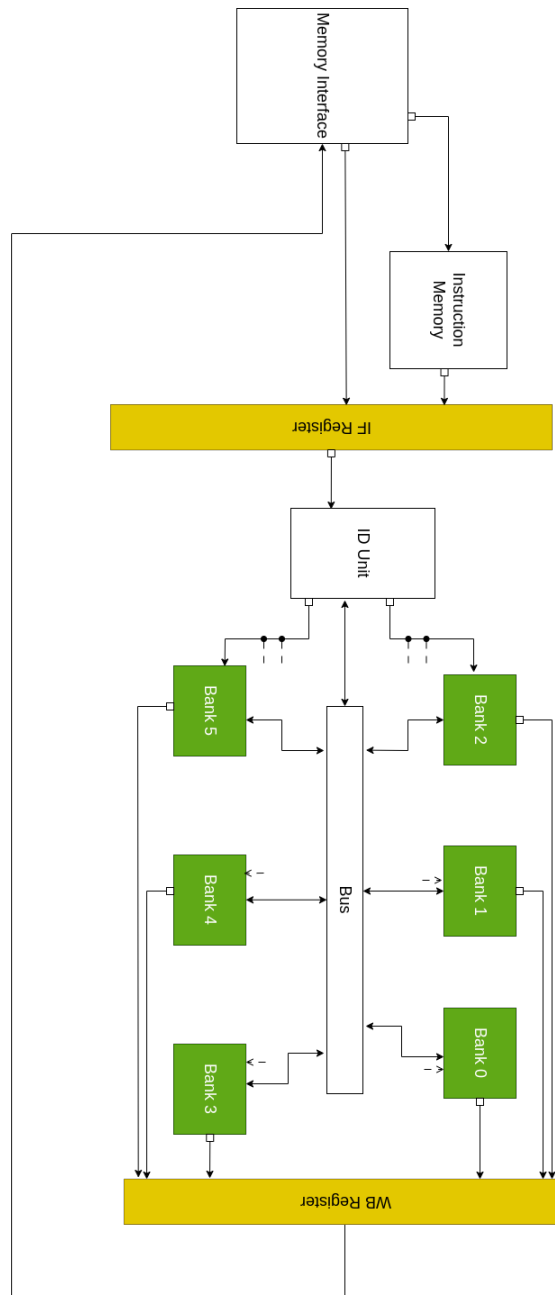 Memory Interface
Instruction
Memory
IF Register
ID Unit
Bank 5
Bank 2
Bus
Bank 4
Bank 1
Bank 3
Bank 0
WB Register